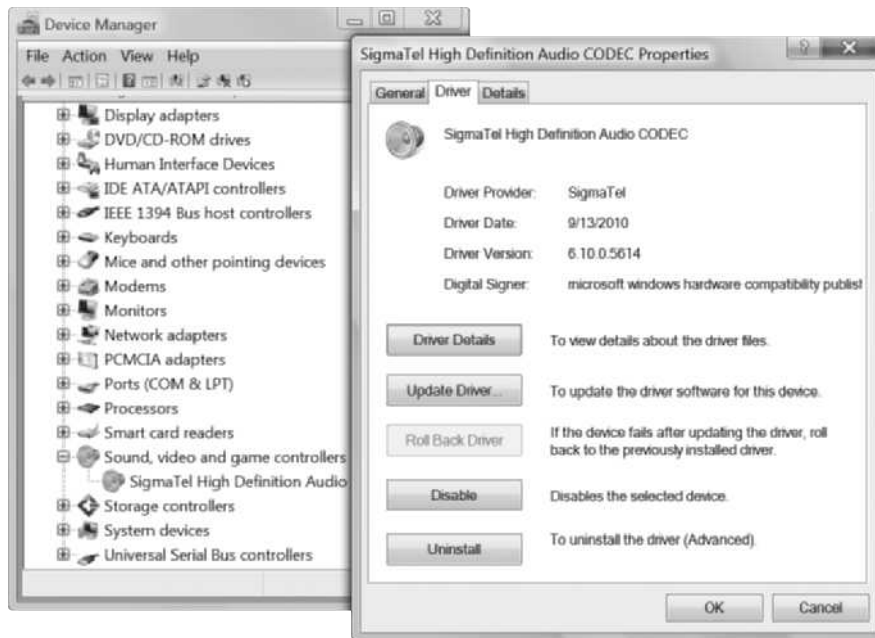 Device Manager
File Action View Help
Display adapters
DVD/CD-ROM drives
Human Interface Devices
IDE ATA/ATAPI controllers
IEEE 1394 Bus host controllers
Keyboards
Mice and other pointing devices
Modems
Monitors
Network adapters
PCMCIA adapters
Ports (COM & LPT)
Processors
Smart card readers
Sound, video and game controllers
SigmaTel High Definition Audio
Storage controllers
System devices
Universal Serial Bus controllers
SigmaTel High Definition Audio CODEC Properties
General Driver Details
SigmaTel High Definition Audio CODEC
Driver Provider: SigmaTel
Driver Date: 9/13/2010
Driver Version: 6.10.0.5614
Digital Signer: microsoft windows hardware compatibility publist
Driver Details To view details about the driver files.
Update Driver... To update the driver software for this device.
Roll Back Driver If the device fails after updating the driver, roll
back to the previously installed driver.
Disable Disables the selected device.
Uninstall To uninstall the driver (Advanced).
OK Cancel